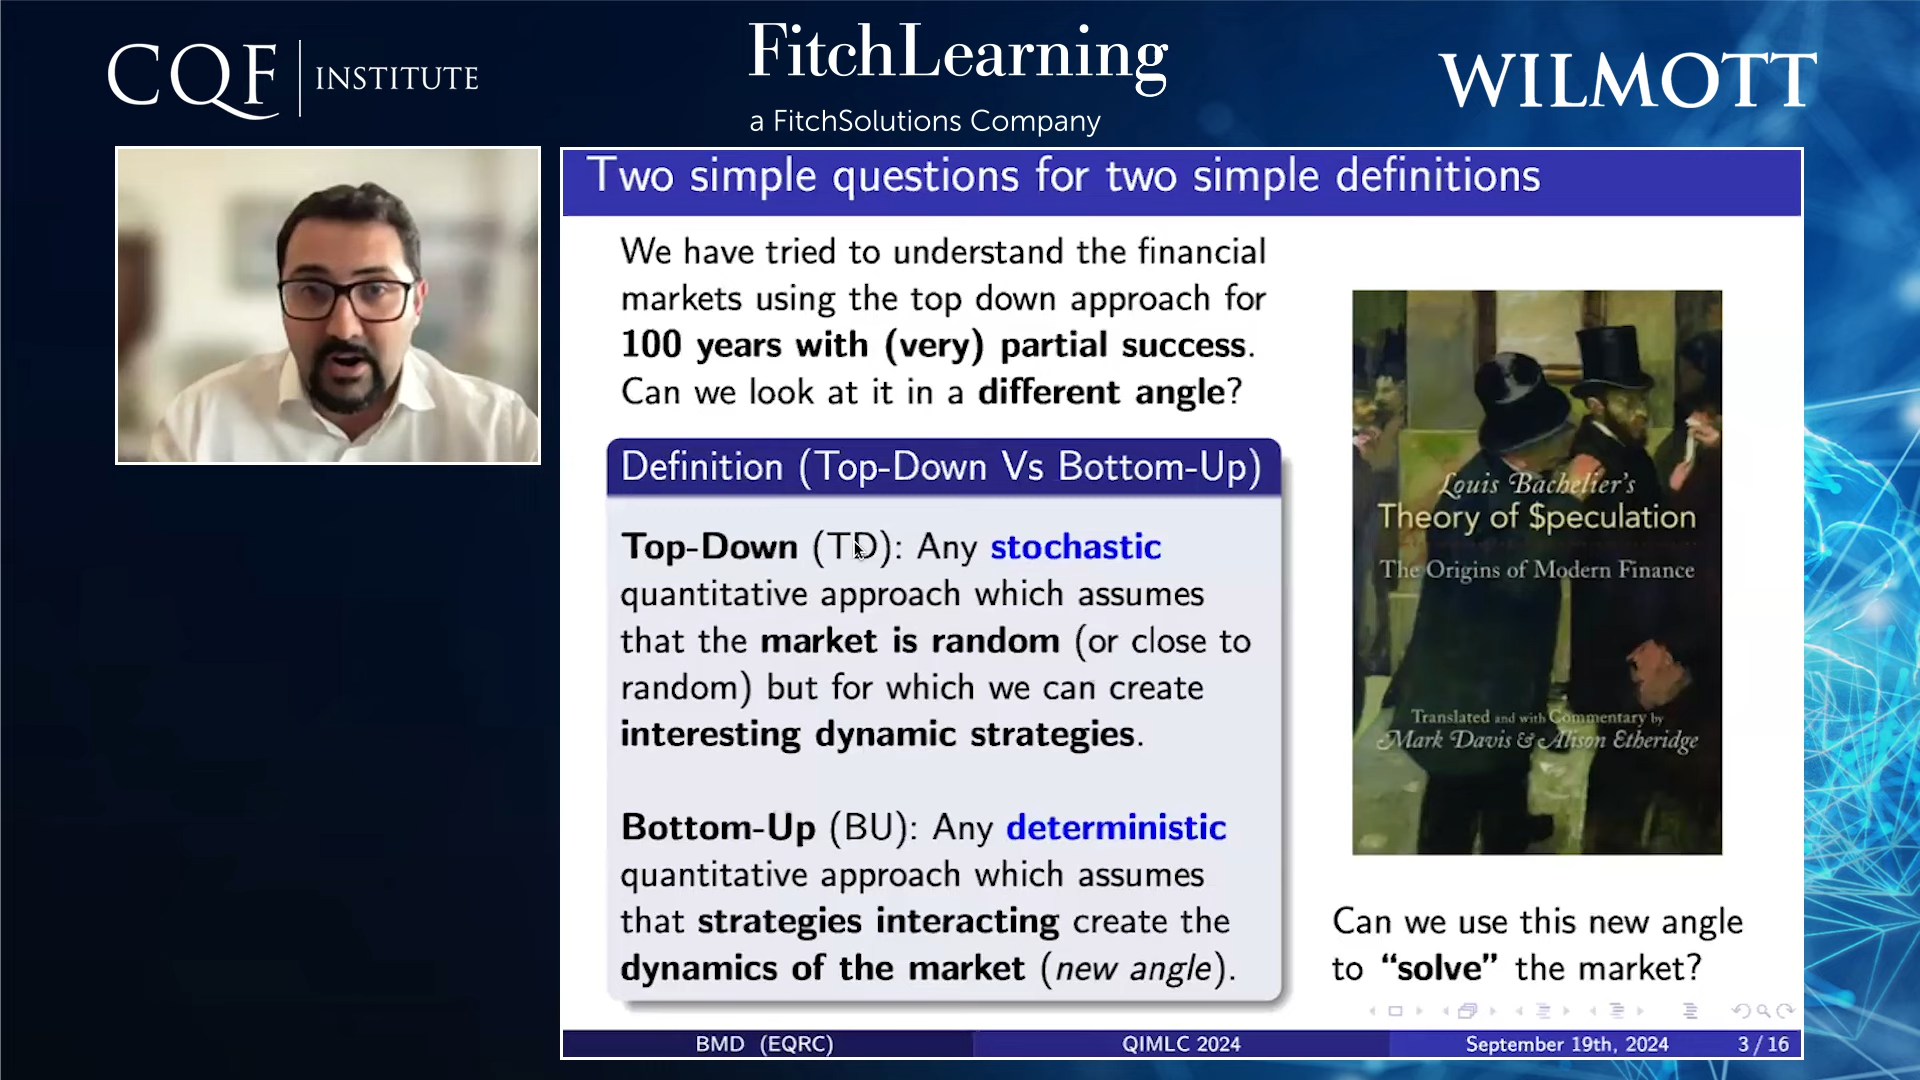 CQF INSTITUTE
FitchLearning
a FitchSolutions Company
WILMOTT
Two simple questions for two simple definitions
We have tried to understand the financial
markets using the top down approach for
100 years with (very) partial success.
Can we look at it in a different angle?
Definition (Top-Down Vs Bottom-Up)
Top-Down (TD): Any stochastic
quantitative approach which assumes
that the market is random (or close to
random) but for which we can create
interesting dynamic strategies.
Bottom-Up (BU): Any deterministic
quantitative approach which assumes
that strategies interacting create the
dynamics of the market (new angle).
Louis Bachelier's
Theory of $peculation
The Origins of Modern Finance
Translated and with Commentary by
Mark Davis & Alison Etheridge
Can we use this new angle
to “solve” the market?
BMD (EQRC)
QIMLC 2024
September 19th, 2024
3 / 16